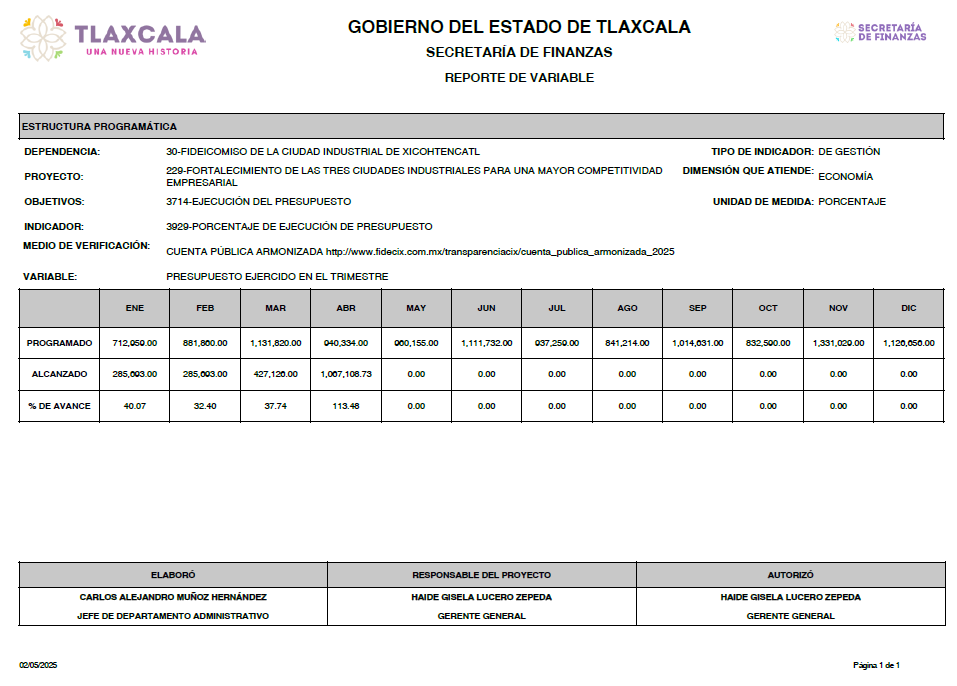 TLAXCALA
UNA NUEVA HISTORIA
GOBIERNO DEL ESTADO DE TLAXCALA
SECRETARÍA DE FINANZAS
REPORTE DE VARIABLE
SECRETARÍA
DE FINANZAS
ESTRUCTURA PROGRAMÁTICA
DEPENDENCIA: 30-FIDEICOMISO DE LA CIUDAD INDUSTRIAL DE XICOHTENCATL TIPO DE INDICADOR: DE GESTIÓN
PROYECTO: 229-FORTALECIMIENTO DE LAS TRES CIUDADES INDUSTRIALES PARA UNA MAYOR COMPETITIVIDAD
EMPRESARIAL
DIMENSIÓN QUE ATIENDE: ECONOMÍA
OBJETIVOS: 3714-EJECUCIÓN DEL PRESUPUESTO UNIDAD DE MEDIDA: PORCENTAJE
INDICADOR: 3929-PORCENTAJE DE EJECUCIÓN DE PRESUPUESTO
MEDIO DE VERIFICACIÓN: CUENTA PÚBLICA ARMONIZADA http://www.fidecix.com.mx/transparenciacix/cuenta_publica_armonizada_2025
VARIABLE: PRESUPUESTO EJERCIDO EN EL TRIMESTRE
ENE FEB MAR ABR MAY JUN JUL AGO SEP OCT NOV DIC
PROGRAMADO 712,959.00 881,860.00 1,131,820.00 940,334.00 960,155.00 1,111,732.00 937,259.00 841,214.00 1,014,631.00 832,590.00 1,331,029.00 1,126,656.00
ALCANZADO 285,693.00 285,693.00 427,126.00 1,067,108.73 0.00 0.00 0.00 0.00 0.00 0.00 0.00 0.00
% DE AVANCE 40.07 32.40 37.74 113.48 0.00 0.00 0.00 0.00 0.00 0.00 0.00 0.00
ELABORÓ RESPONSABLE DEL PROYECTO AUTORIZÓ
CARLOS ALEJANDRO MUÑOZ HERNÁNDEZ HAIDE GISELA LUCERO ZEPEDA HAIDE GISELA LUCERO ZEPEDA
JEFE DE DEPARTAMENTO ADMINISTRATIVO GERENTE GENERAL GERENTE GENERAL
02/05/2025 Página 1 de 1